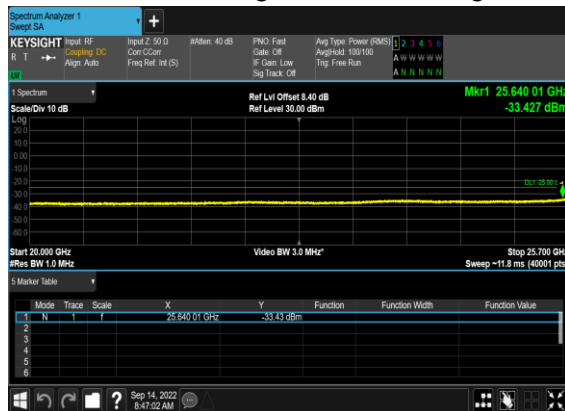 Spectrum Analyzer 1
Swept SA
+
KEYSIGHT Input: RF Input Z: 50 Ω #Atten: 40 dB PNO: Fast Avg Type: Power (RMS) 1 2 3 4 5 6
R T Coupling: DC Corr CCorr Gate: Off Avg|Hold: 100/100 A W W W W W
Align: Auto Freq Ref: Int (S) IF Gain: Low Trig: Free Run
Sig Track: Off A N N N N N
LXI
1 Spectrum Ref Lvl Offset 8.40 dB Mkr1 25.640 01 GHz
Scale/Div 10 dB Ref Level 30.00 dBm -33.427 dBm
Log
20.0
10.0
0.00
-10.0
-20.0
DL1 -25.00
-30.0
-40.0
-50.0
-60.0
Start 20.000 GHz Video BW 3.0 MHz* Stop 25.700 GHz
#Res BW 1.0 MHz Sweep ~11.8 ms (40001 pts
5 Marker Table
Mode Trace Scale X Y Function Function Width Function Value
1 N 1 f 25.640 01 GHz -33.43 dBm
2
3
4
5
6
? Sep 14, 2022
8:47:02 AM